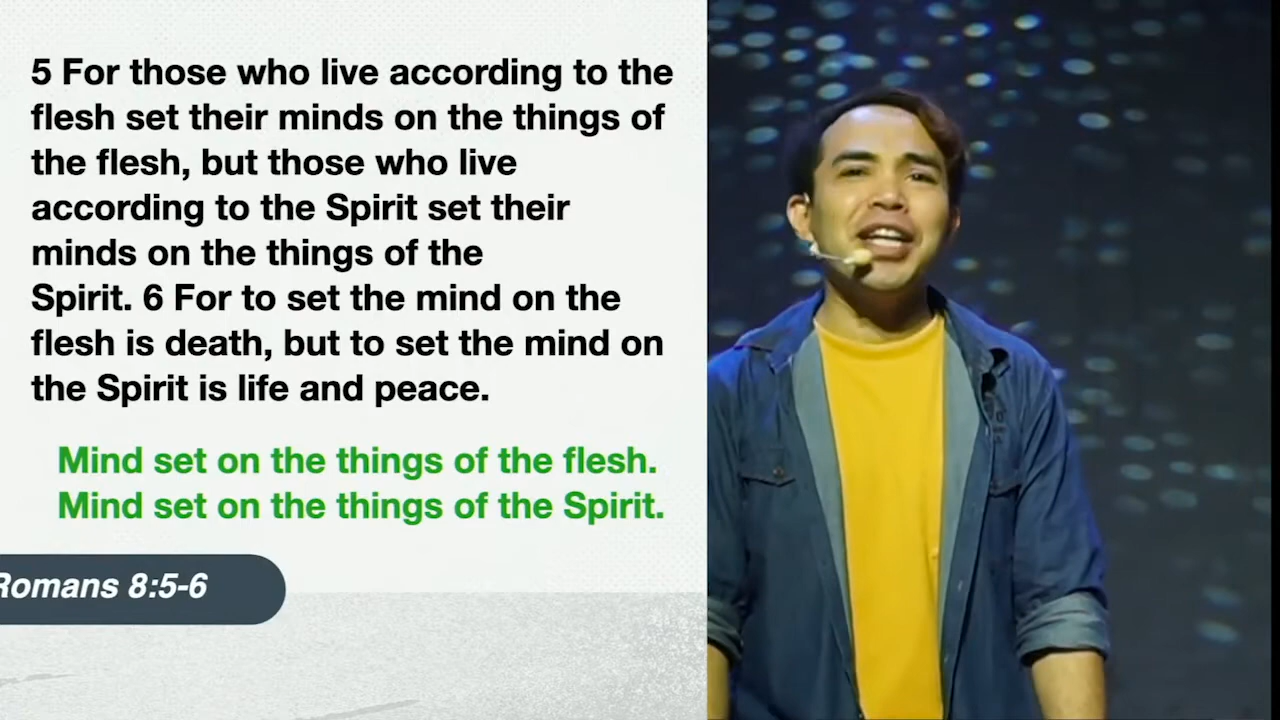 5 For those who live according to the
flesh set their minds on the things of
the flesh, but those who live
according to the Spirit set their
minds on the things of the
Spirit. 6 For to set the mind on the
flesh is death, but to set the mind on
the Spirit is life and peace.
Mind set on the things of the flesh.
Mind set on the things of the Spirit.
Romans 8:5-6